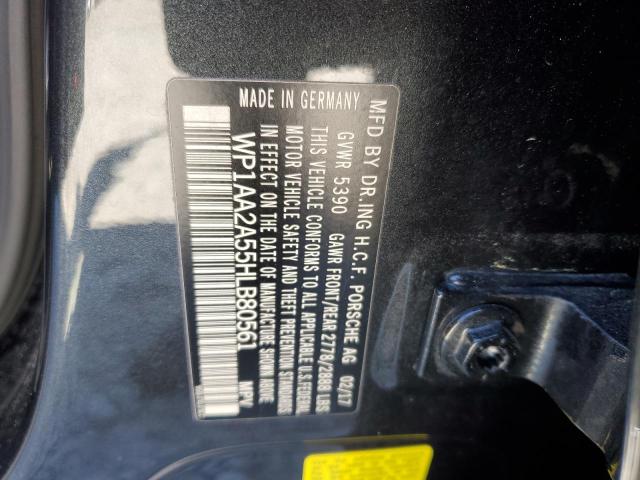 MFD BY DR.ING H.C.F. PORSCHE AG 02/17
GVWR 5390 GAWR FRONT/REAR 2778/2888 LBS
THIS VEHICLE CONFORMS TO ALL APPLICABLE U.S. FEDERAL
MOTOR VEHICLE SAFETY AND THEFT PREVENTION STANDARDS
IN EFFECT ON THE DATE OF MANUFACTURE SHOWN ABOVE
WP1AA2A55HLB80561 MPV
MADE IN GERMANY